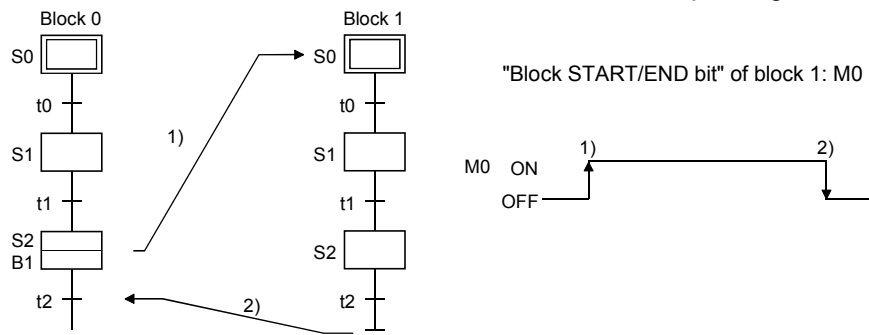 Block 0
Block 1
S0
S0
"Block START/END bit" of block 1: M0
t0
t0
1)
S1
S1
1)
2)
M0 ON
OFF
t1
t1
S2
B1
S2
t2
2)
t2